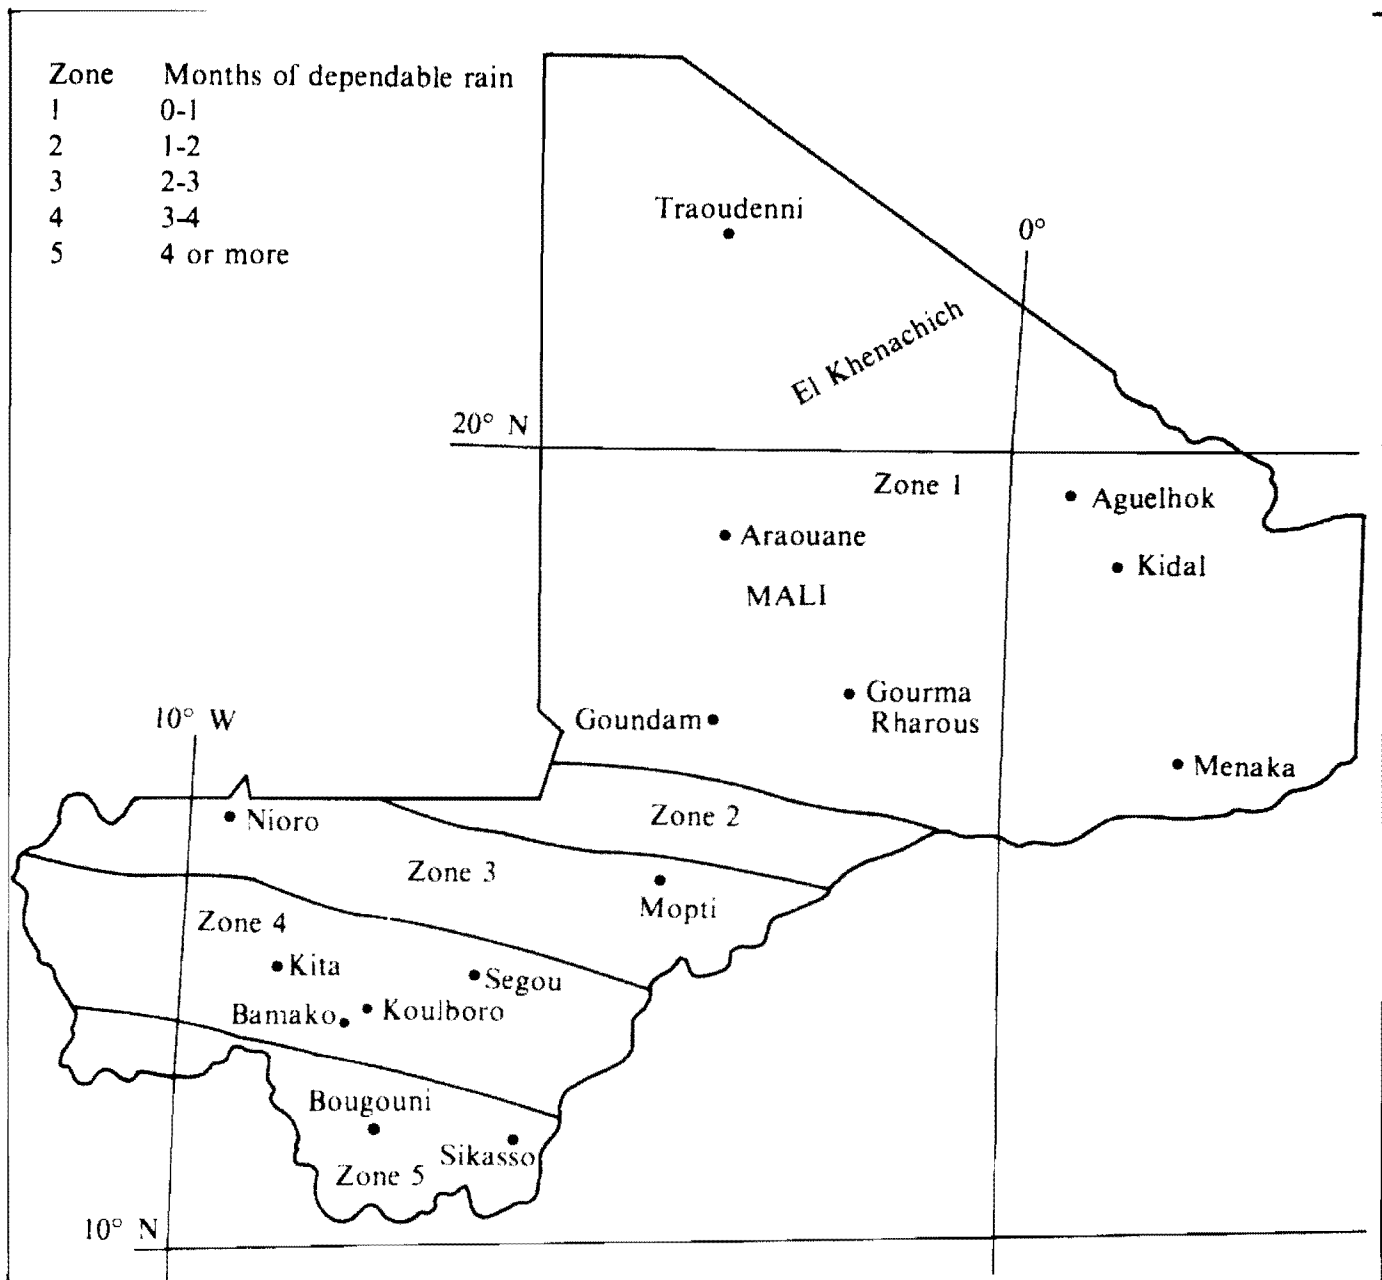 Zone Months of dependable rain
1 0-1
2 1-2
3 2-3
4 3-4
5 4 or more
Traoudenni
0°
El Khenachich
20° N
Zone 1
Aguelhok
Araouane
Kidal
MALI
Gourma
Rharous
Goundam
10° W
Menaka
Nioro
Zone 2
Zone 3
Mopti
Zone 4
Kita
Segou
Bamako
Koulboro
Bougouni
Sikasso
Zone 5
10° N